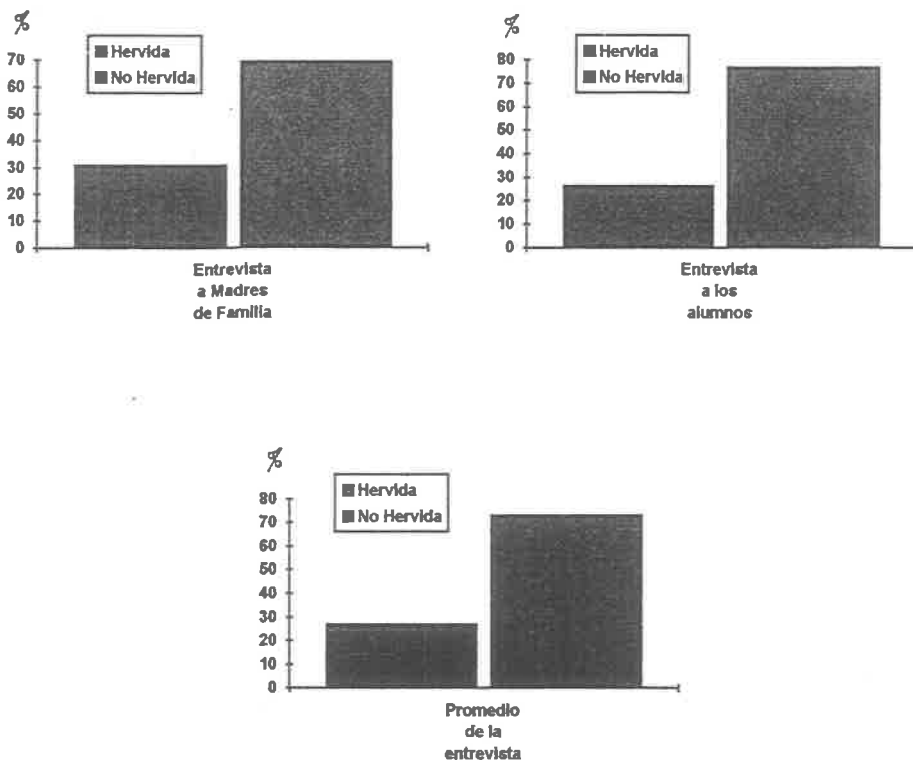 %
Hervida
No Hervida
70
60
50
40
30
20
10
0
Entrevista
a Madres
de Familia
%
Hervida
No Hervida
80
70
60
50
40
30
20
10
0
Entrevista
a los
alumnos
%
Hervida
No Hervida
80
70
60
50
40
30
20
10
0
Promedio
de la
entrevista